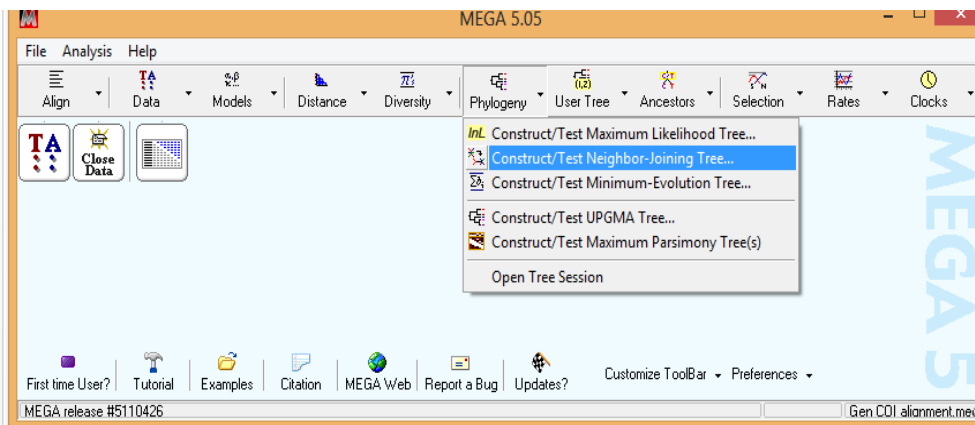 MEGA 5.05
File Analysis Help
Align Data Models Distance Diversity Phylogeny User Tree Ancestors Selection Rates Clocks
TA Close Data
lnL Construct/Test Maximum Likelihood Tree...
Construct/Test Neighbor-Joining Tree...
Construct/Test Minimum-Evolution Tree...
Construct/Test UPGMA Tree...
Construct/Test Maximum Parsimony Tree(s)
Open Tree Session
MEGA 5
First time User? Tutorial Examples Citation MEGA Web Report a Bug Updates? Customize ToolBar Preferences
MEGA release #5110426 Gen COI alignment.meg